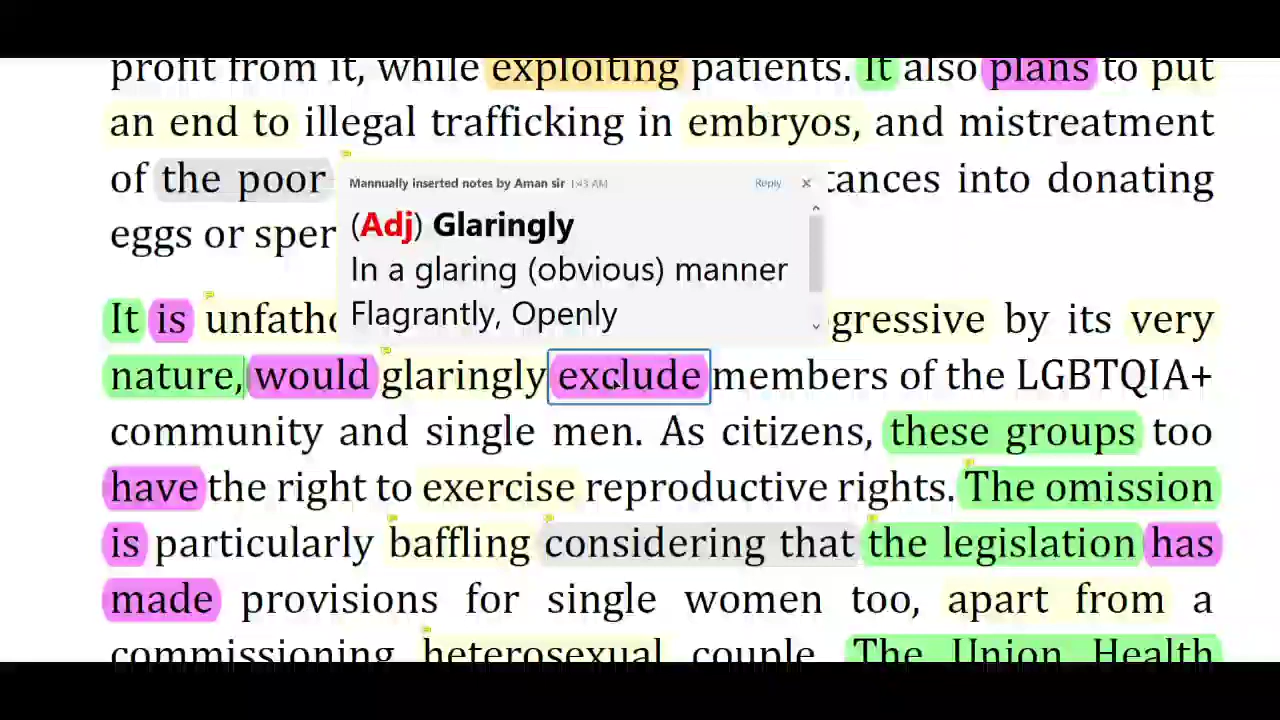 profit from it, while exploiting patients. It also plans to put
an end to illegal trafficking in embryos, and mistreatment
of the poor tances into donating
eggs or sper
Mannually inserted notes by Aman sir 1:43 AM Reply
(Adj) Glaringly
In a glaring (obvious) manner
Flagrantly, Openly
It is unfatho gressive by its very
nature, would glaringly exclude members of the LGBTQIA+
community and single men. As citizens, these groups too
have the right to exercise reproductive rights. The omission
is particularly baffling considering that the legislation has
made provisions for single women too, apart from a
commissioning heterosexual couple. The Union Health